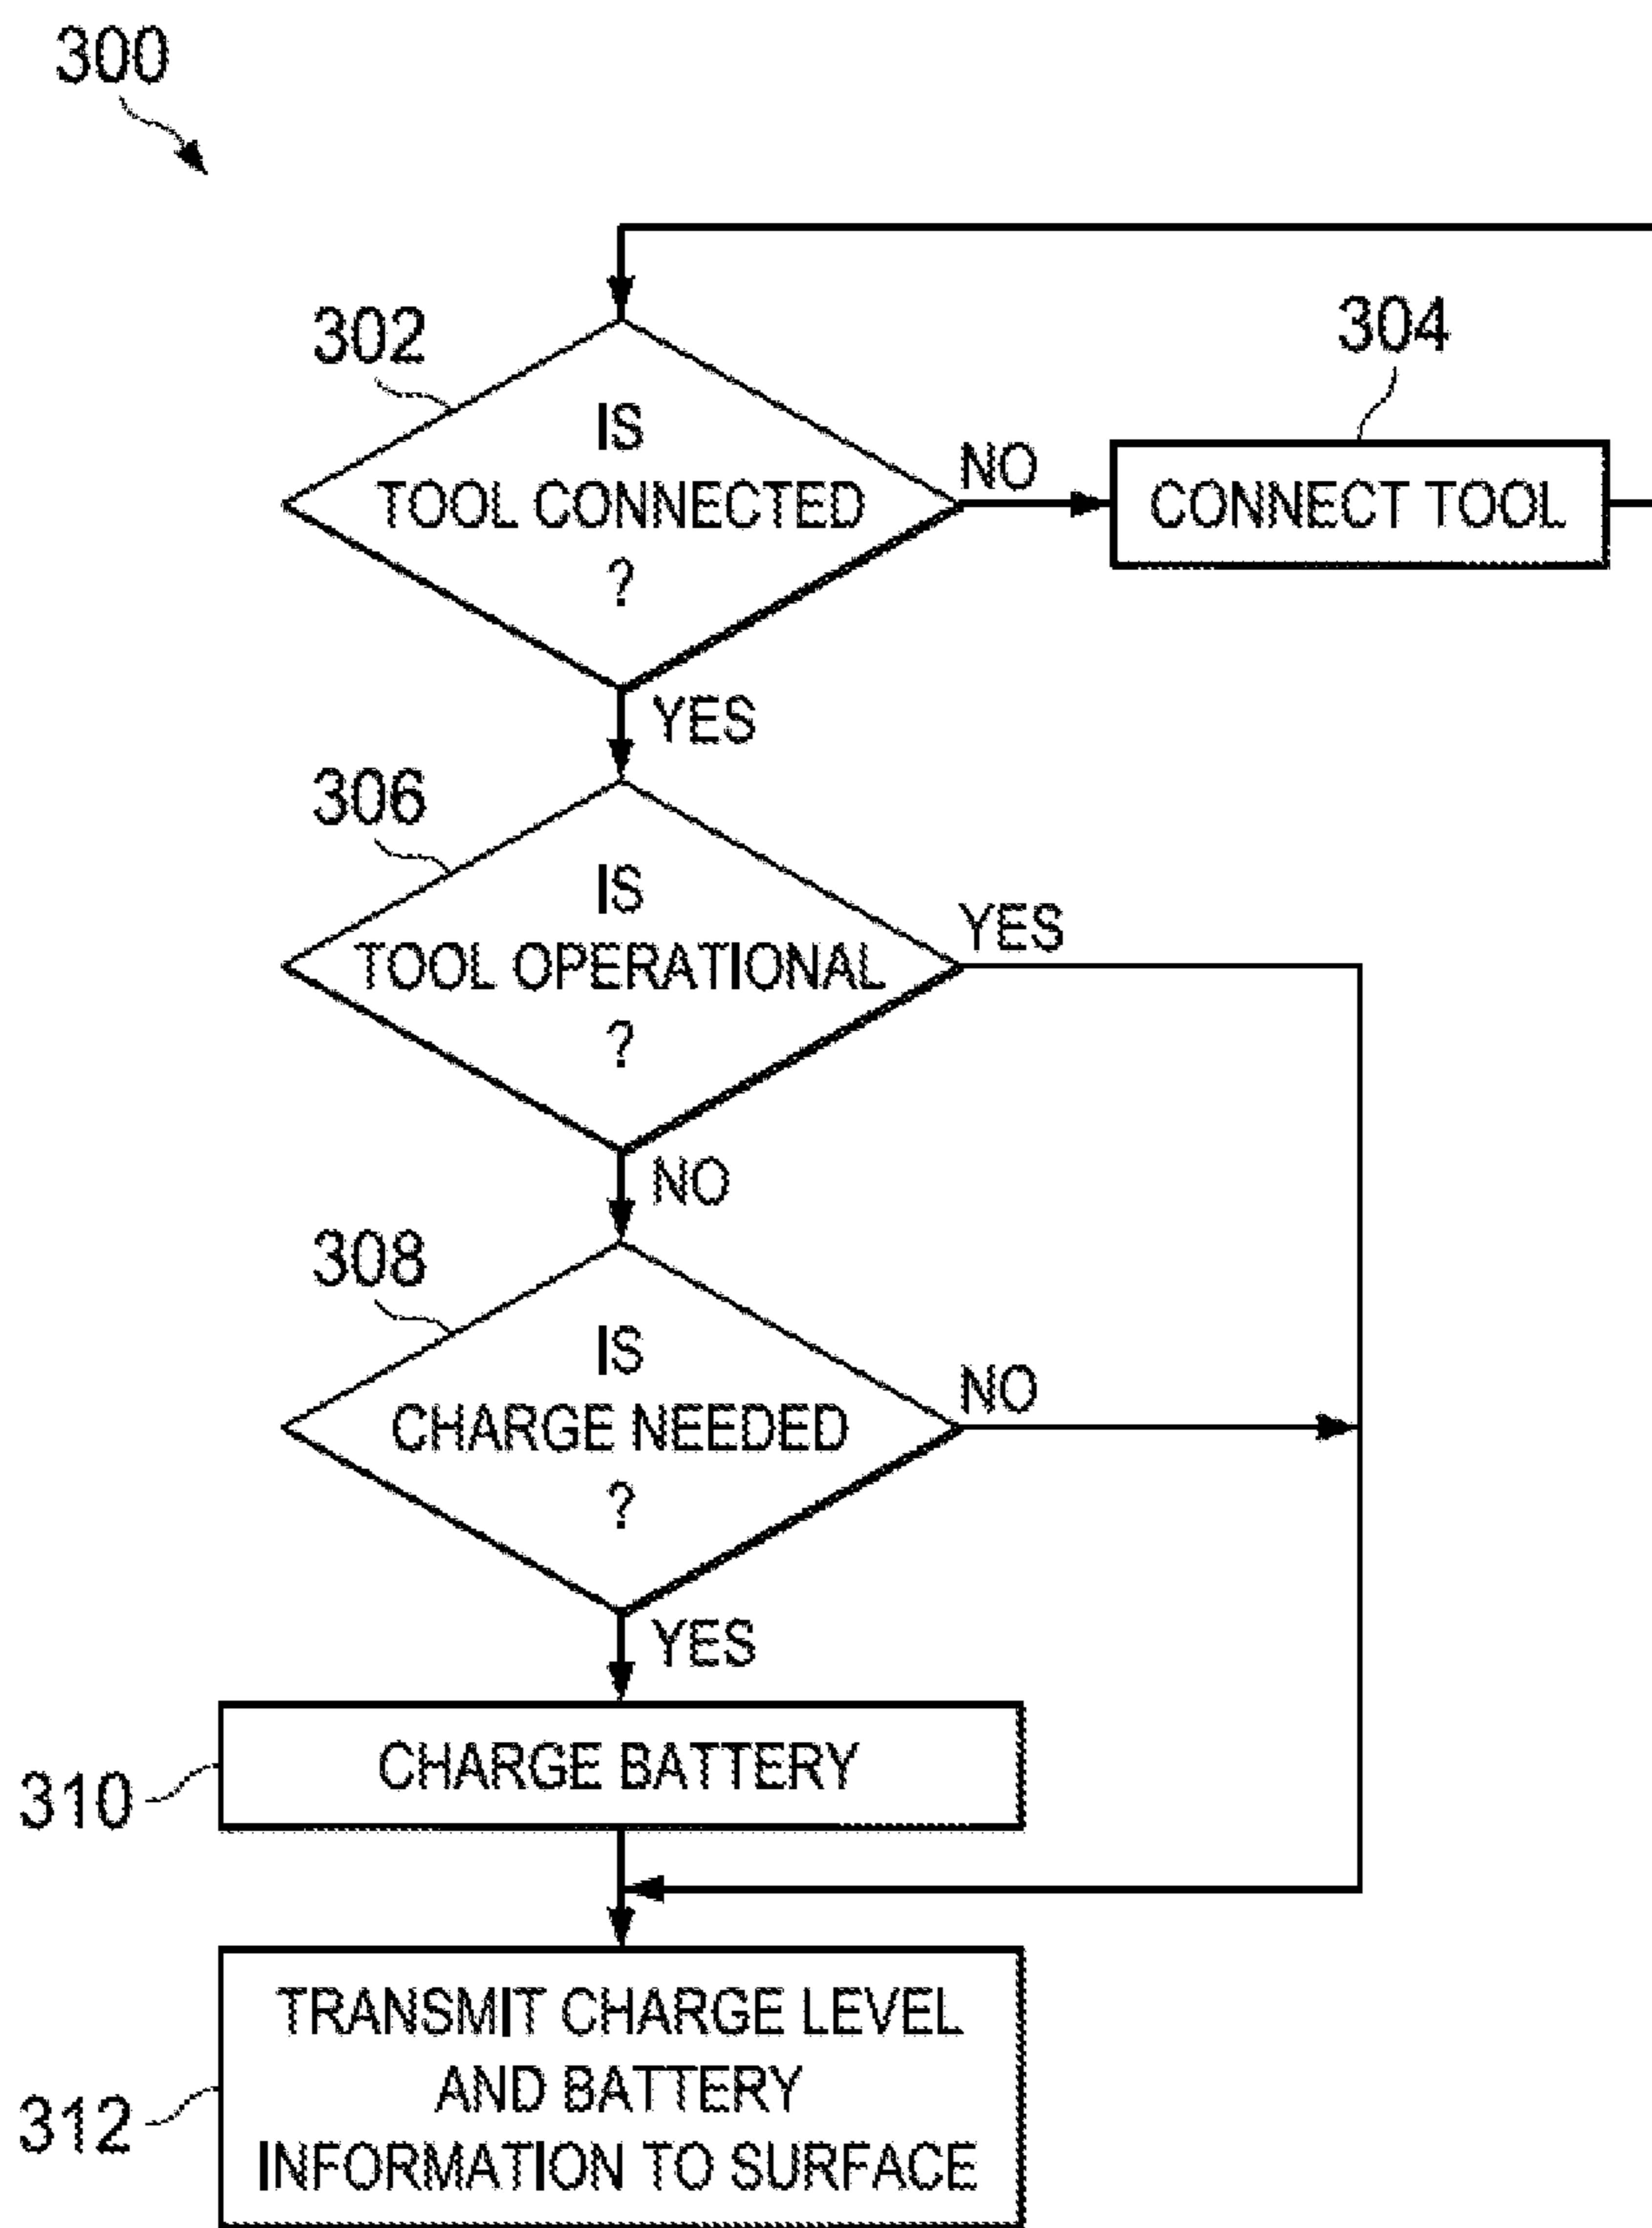 300
302
IS
TOOL CONNECTED
?
NO
304
CONNECT TOOL
YES
306
IS
TOOL OPERATIONAL
?
YES
NO
308
IS
CHARGE NEEDED
?
NO
YES
310
CHARGE BATTERY
312
TRANSMIT CHARGE LEVEL
AND BATTERY
INFORMATION TO SURFACE